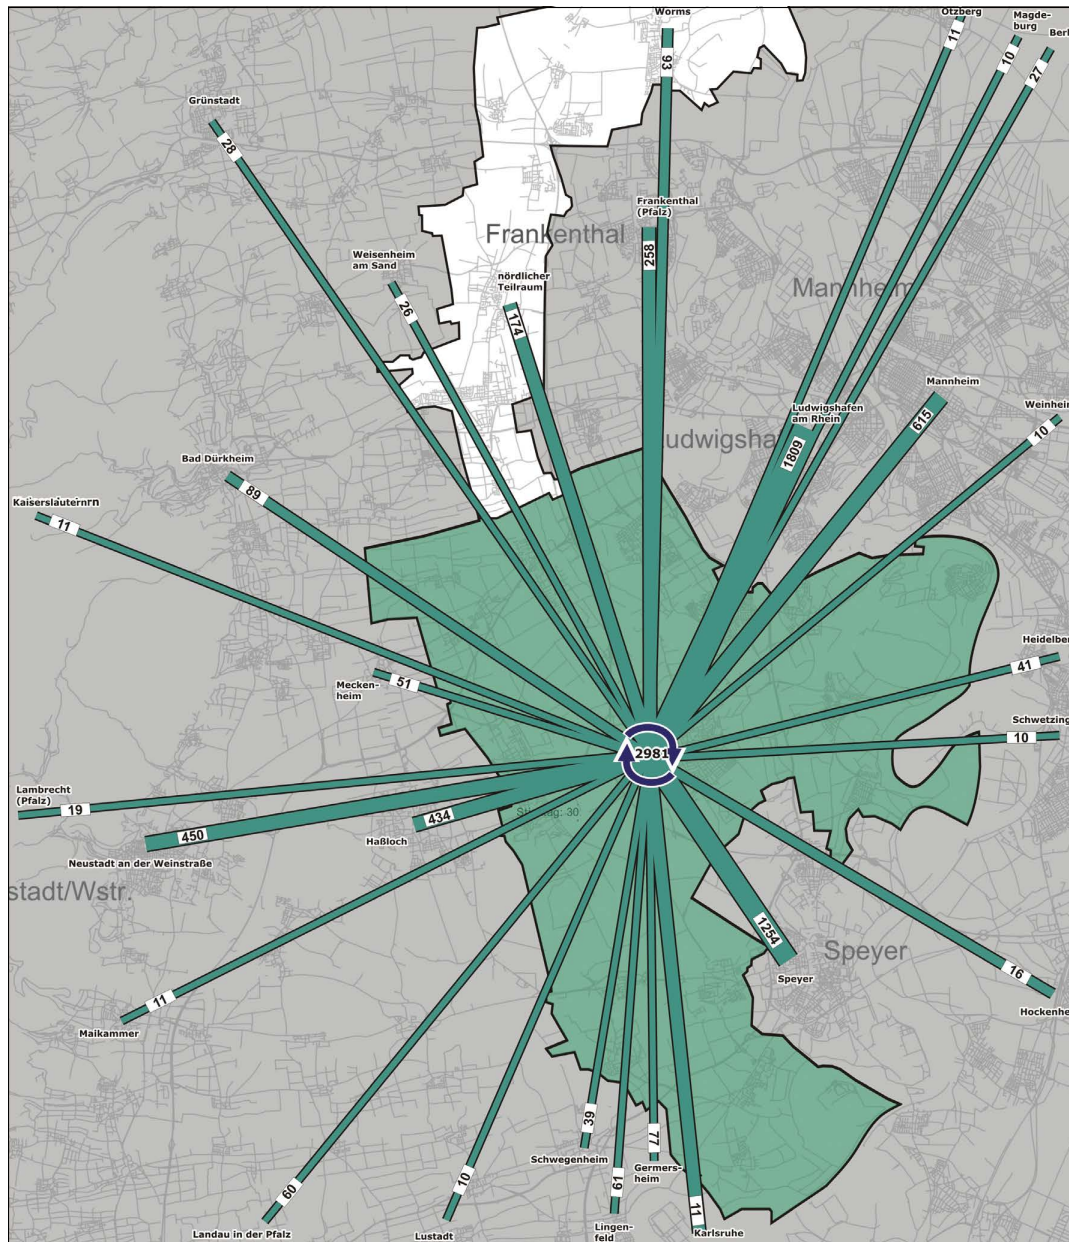 Worms
93
Otzberg
11
Magde-
burg
10
Berl
27
Grünstadt
28
Frankenthal
(Pfalz)
258
Frankenthal
Weisenheim
am Sand
26
nördlicher
Teilraum
174
Mannheim
Mannheim
615
Ludwigshafen
am Rhein
1809
Weinheim
10
Bad Dürkheim
89
Kaiserslauternrn
11
Mecken-
heim
51
Heidelber
41
Schwetzing
10
2981
Lambrecht
(Pfalz)
19
450
Neustadt an der Weinstraße
434
Haßloch
stadt/Wstr.
1254
Speyer
Speyer
16
Hockenhe
11
Maikammer
39
Schwegenheim
77
Germers-
heim
60
Landau in der Pfalz
10
Lustadt
61
Lingen-
feld
11
Karlsruhe